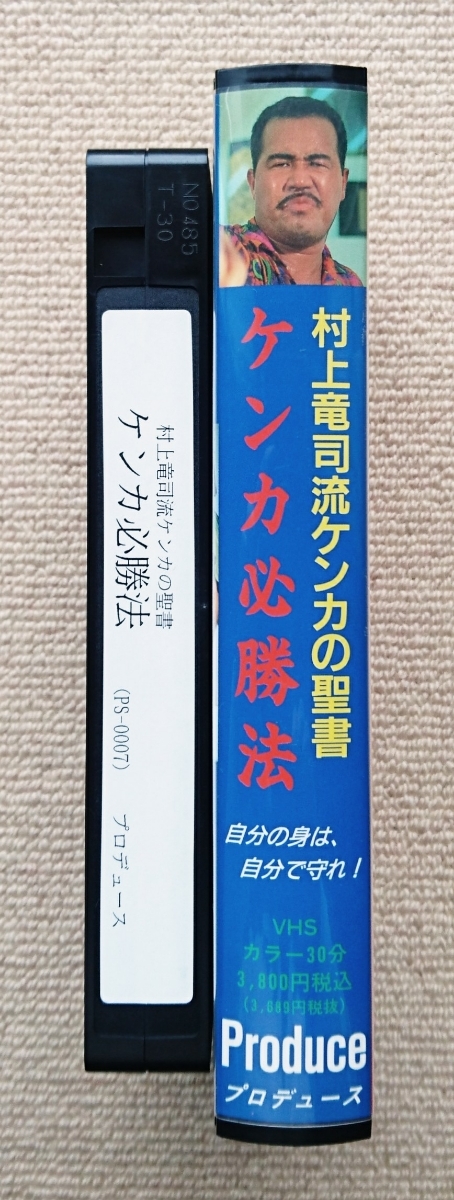 NO485
T-30
村上竜司流ケンカの聖書
ケンカ必勝法
(PS-0007)
プロデュース
村上竜司流ケンカの聖書
ケンカ必勝法
自分の身は、
自分で守れ!
VHS
カラー30分
3,800円税込
(3,689円税抜)
Produce
プロデュース